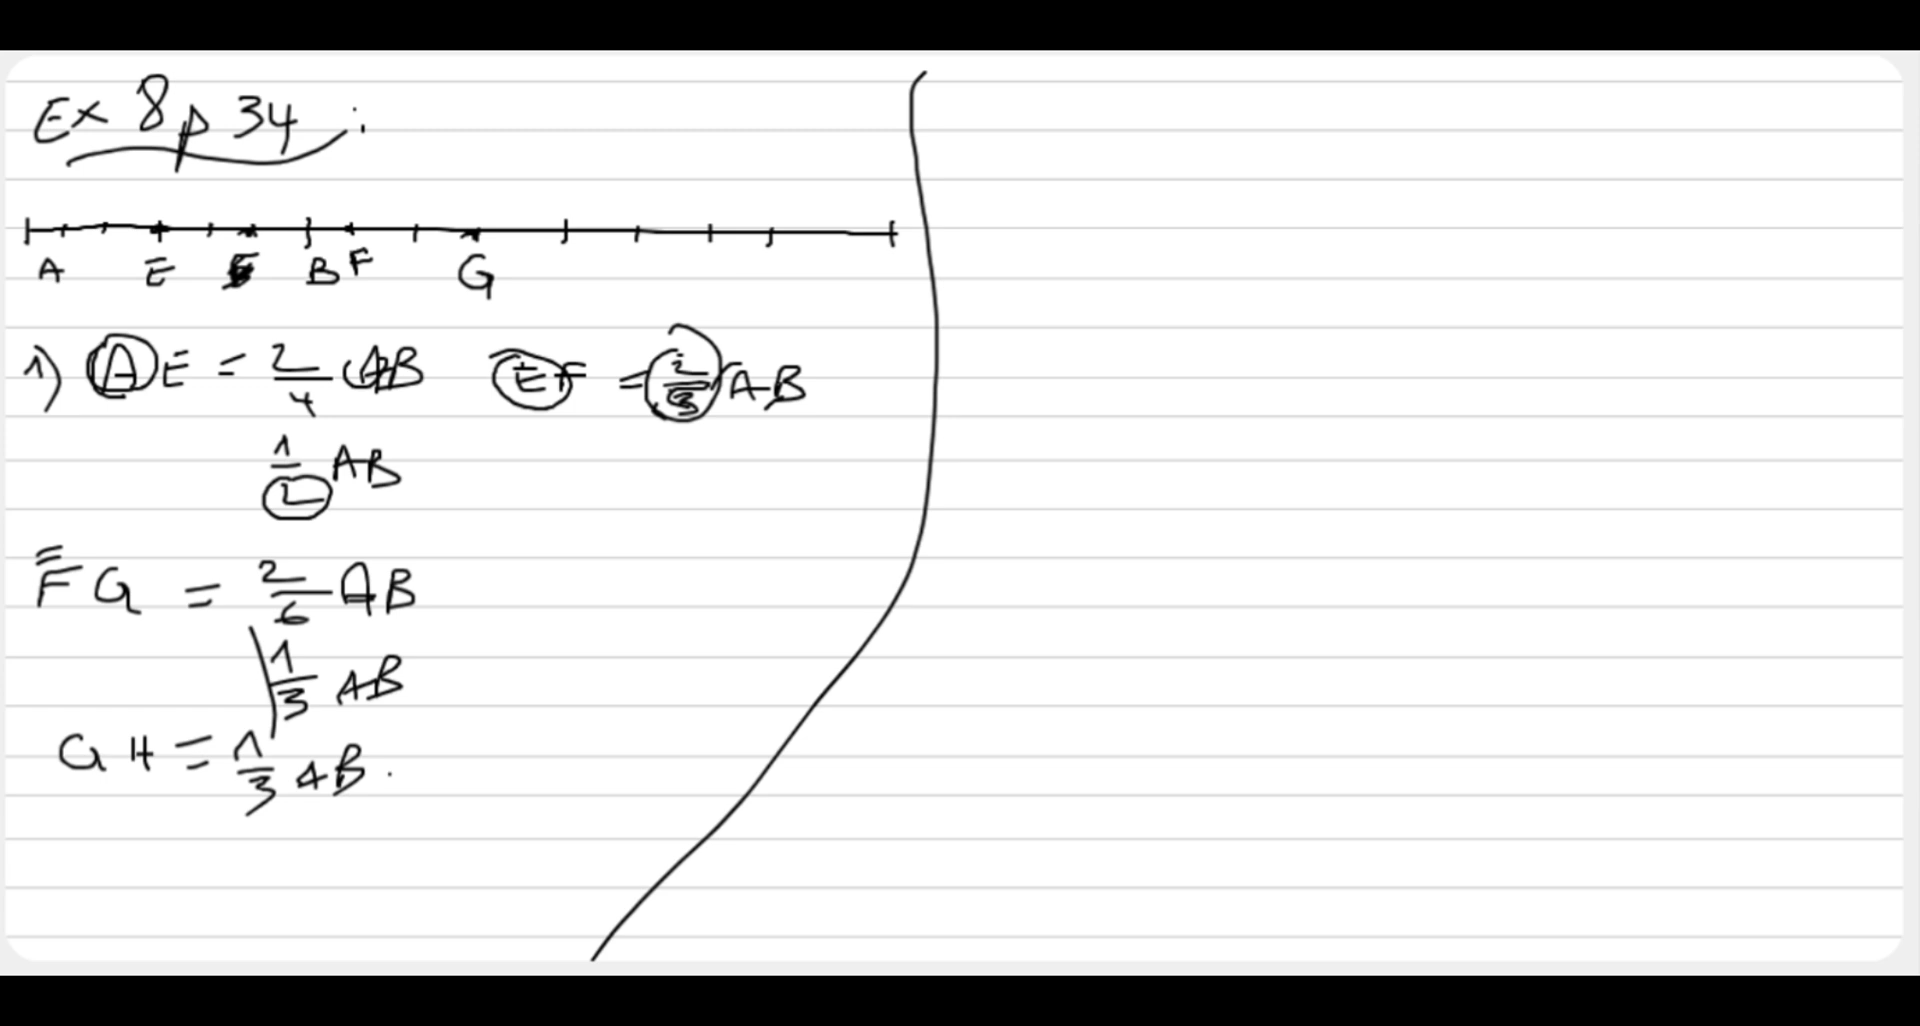 Ex 8 p 34 :
A E B F G
1) AE = 2/4 AB EF = 2/3 AB
1/2 AB
FG = 2/6 AB
1/3 AB
GH = 1/3 AB.